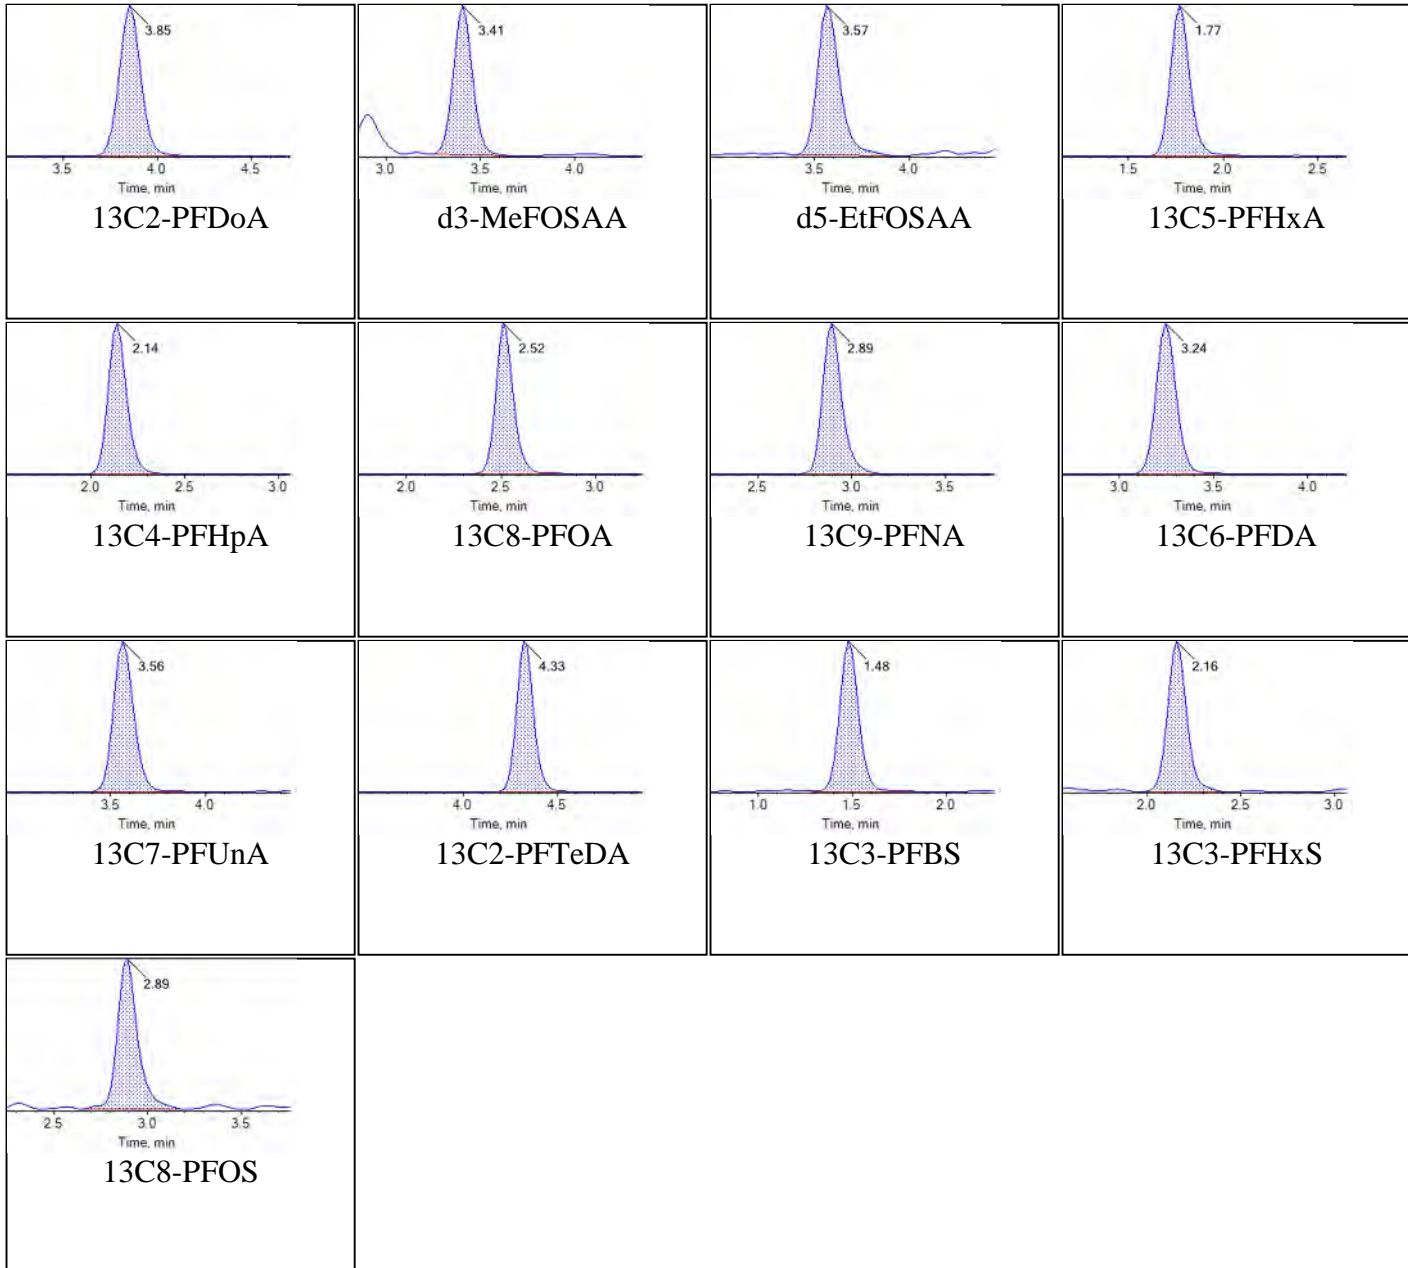 3.85
3.5 4.0 4.5
Time, min
13C2-PFDoA
3.41
3.0 3.5 4.0
Time, min
d3-MeFOSAA
3.57
3.5 4.0
Time, min
d5-EtFOSAA
1.77
1.5 2.0 2.5
Time, min
13C5-PFHxA
2.14
2.0 2.5 3.0
Time, min
13C4-PFHpA
2.52
2.0 2.5 3.0
Time, min
13C8-PFOA
2.89
2.5 3.0 3.5
Time, min
13C9-PFNA
3.24
3.0 3.5 4.0
Time, min
13C6-PFDA
3.56
3.5 4.0
Time, min
13C7-PFUnA
4.33
4.0 4.5
Time, min
13C2-PFTeDA
1.48
1.0 1.5 2.0
Time, min
13C3-PFBS
2.16
2.0 2.5 3.0
Time, min
13C3-PFHxS
2.89
2.5 3.0 3.5
Time, min
13C8-PFOS